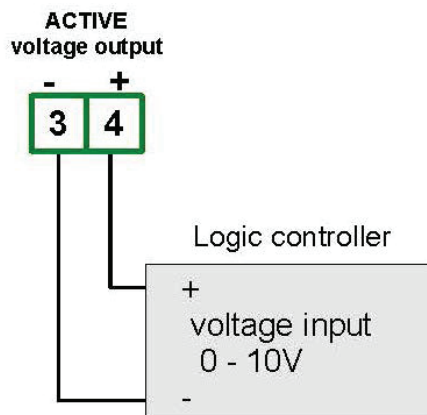 ACTIVE
voltage output
- +
3 4
Logic controller
+
voltage input
0 - 10V
-